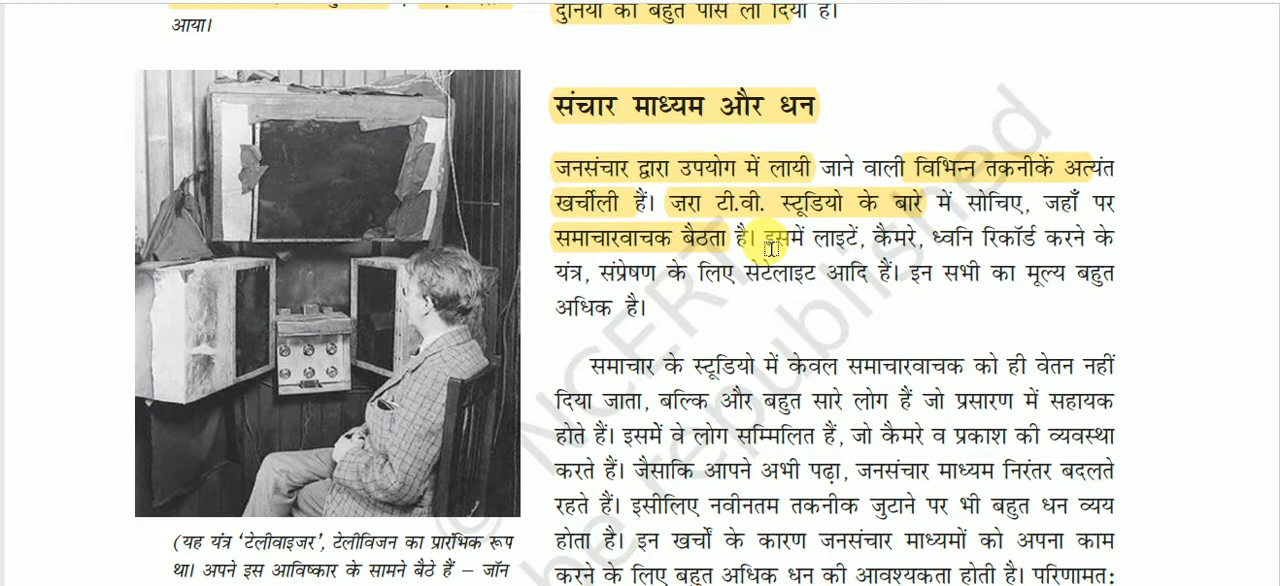 आया।
(यह यंत्र ‘टेलीवाइजर’, टेलीविजन का प्रारंभिक रूप
था। अपने इस आविष्कार के सामने बैठे हैं – जॉन
दुनिया को बहुत पास ला दिया है।
संचार माध्यम और धन
जनसंचार द्वारा उपयोग में लायी जाने वाली विभिन्न तकनीकें अत्यंत
खर्चीली हैं। ज़रा टी.वी. स्टूडियो के बारे में सोचिए, जहाँ पर
समाचारवाचक बैठता है। इसमें लाइटें, कैमरे, ध्वनि रिकॉर्ड करने के
यंत्र, संप्रेषण के लिए सेटेलाइट आदि हैं। इन सभी का मूल्य बहुत
अधिक है।
समाचार के स्टूडियो में केवल समाचारवाचक को ही वेतन नहीं
दिया जाता, बल्कि और बहुत सारे लोग हैं जो प्रसारण में सहायक
होते हैं। इसमें वे लोग सम्मिलित हैं, जो कैमरे व प्रकाश की व्यवस्था
करते हैं। जैसाकि आपने अभी पढ़ा, जनसंचार माध्यम निरंतर बदलते
रहते हैं। इसीलिए नवीनतम तकनीक जुटाने पर भी बहुत धन व्यय
होता है। इन खर्चों के कारण जनसंचार माध्यमों को अपना काम
करने के लिए बहुत अधिक धन की आवश्यकता होती है। परिणामत:
© NCERT
be republished